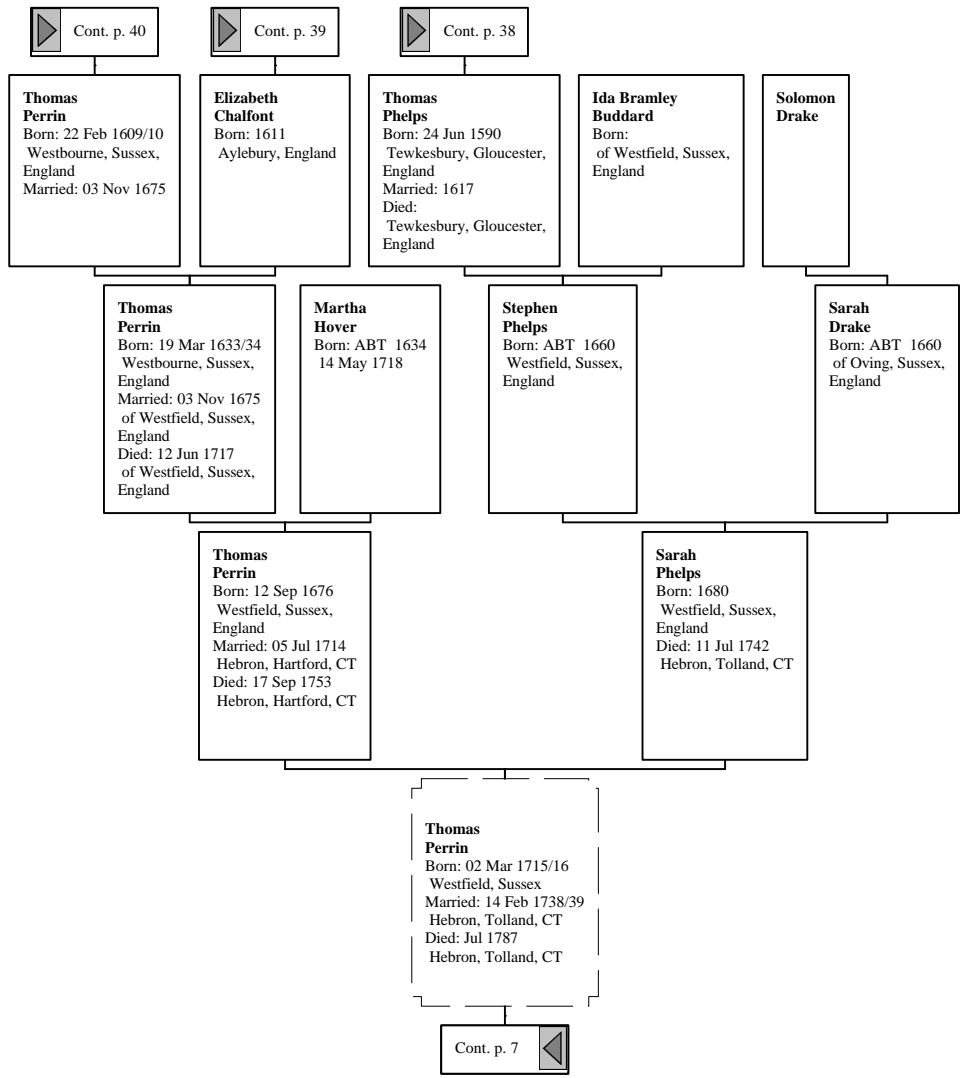 Cont. p. 40
Cont. p. 39
Cont. p. 38
Thomas
Perrin
Born: 22 Feb 1609/10
Westbourne, Sussex,
England
Married: 03 Nov 1675
Elizabeth
Chalfont
Born: 1611
Aylebury, England
Thomas
Phelps
Born: 24 Jun 1590
Tewkesbury, Gloucester,
England
Married: 1617
Died:
Tewkesbury, Gloucester,
England
Ida Bramley
Buddard
Born:
of Westfield, Sussex,
England
Solomon
Drake
Thomas
Perrin
Born: 19 Mar 1633/34
Westbourne, Sussex,
England
Married: 03 Nov 1675
of Westfield, Sussex,
England
Died: 12 Jun 1717
of Westfield, Sussex,
England
Martha
Hover
Born: ABT 1634
14 May 1718
Stephen
Phelps
Born: ABT 1660
Westfield, Sussex,
England
Sarah
Drake
Born: ABT 1660
of Oving, Sussex,
England
Thomas
Perrin
Born: 12 Sep 1676
Westfield, Sussex,
England
Married: 05 Jul 1714
Hebron, Hartford, CT
Died: 17 Sep 1753
Hebron, Hartford, CT
Sarah
Phelps
Born: 1680
Westfield, Sussex,
England
Died: 11 Jul 1742
Hebron, Tolland, CT
Thomas
Perrin
Born: 02 Mar 1715/16
Westfield, Sussex
Married: 14 Feb 1738/39
Hebron, Tolland, CT
Died: Jul 1787
Hebron, Tolland, CT
Cont. p. 7